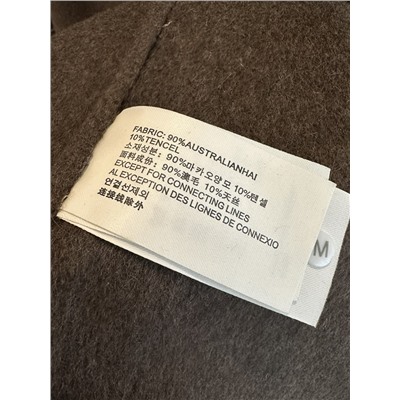 FABRIC: 90%AUSTRALIANHAI
10%TENCEL
소재성분: 90%마카오양모 10%텐셀
面料成份: 90%澳毛 10%天丝
EXCEPT FOR CONNECTING LINES
AL EXCEPTION DES LIGNES DE CONNEXIO
연결선제외
连接线除外
M